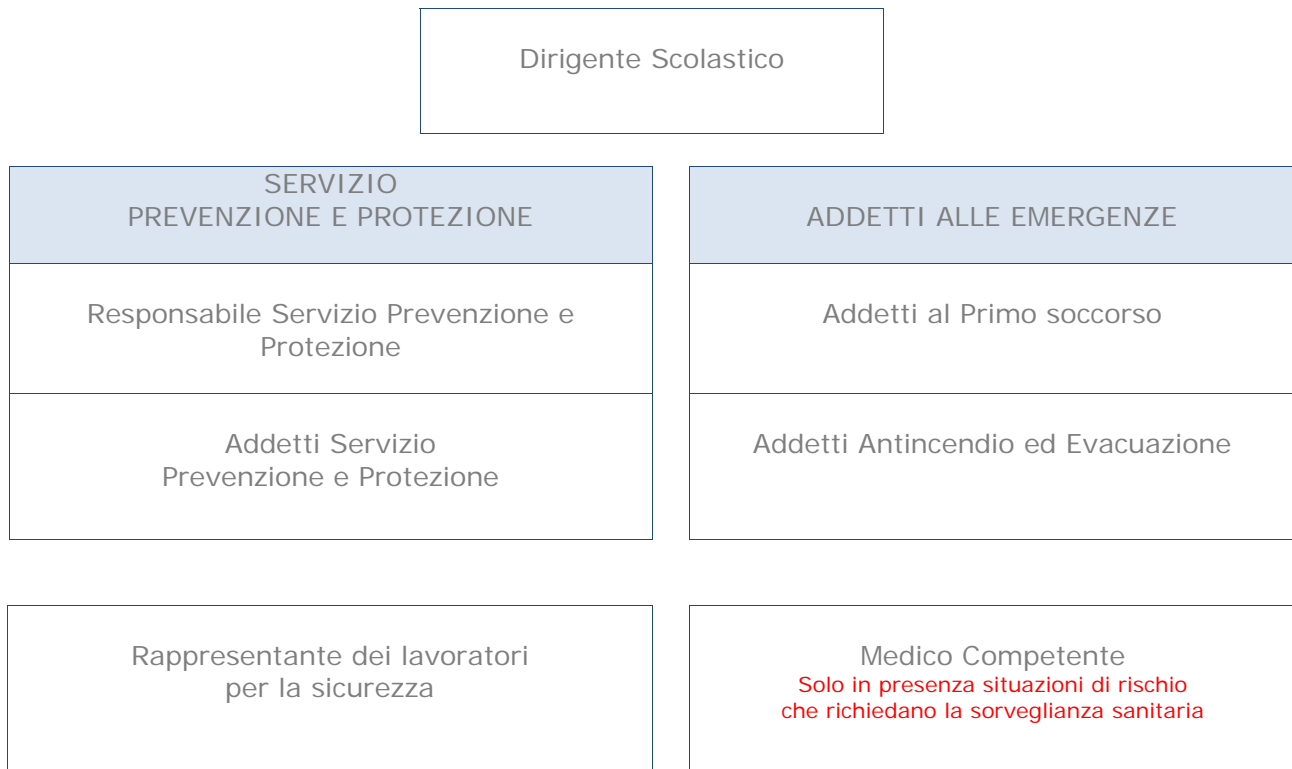 Dirigente Scolastico
SERVIZIO
PREVENZIONE E PROTEZIONE
Responsabile Servizio Prevenzione e
Protezione
Addetti Servizio
Prevenzione e Protezione
ADDETTI ALLE EMERGENZE
Addetti al Primo soccorso
Addetti Antincendio ed Evacuazione
Rappresentante dei lavoratori
per la sicurezza
Medico Competente
Solo in presenza situazioni di rischio
che richiedano la sorveglianza sanitaria